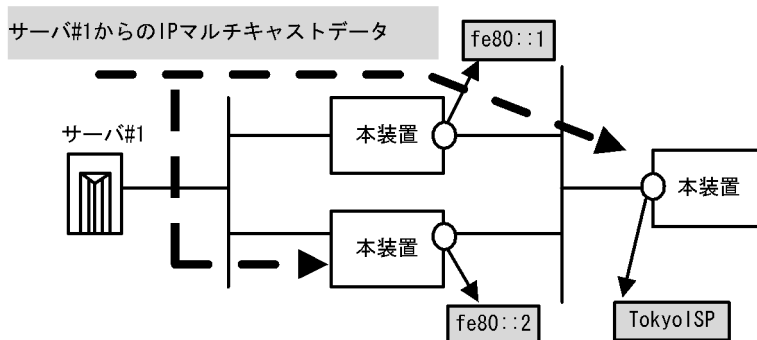 サーバ#1からのIPマルチキャストデータ
fe80::1
サーバ#1
本装置
本装置
本装置
fe80::2
TokyoISP